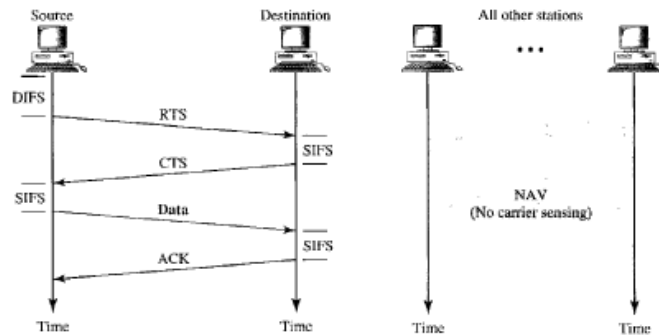 Source
Destination
All other stations
DIFS
RTS
SIFS
CTS
SIFS
Data
NAV
(No carrier sensing)
SIFS
ACK
Time
Time
Time
Time